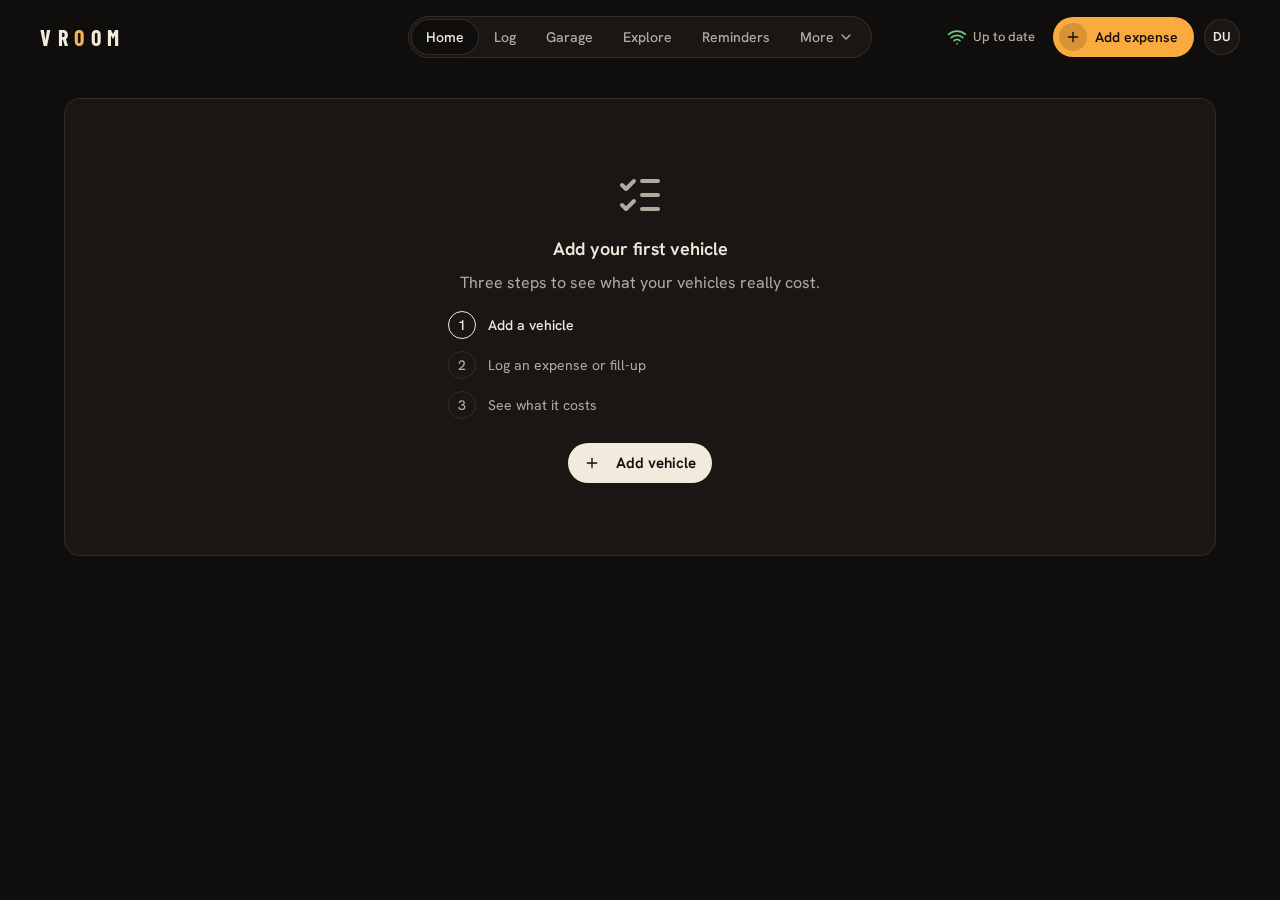 VROOM
Home Log Garage Explore Reminders More
Up to date
Add expense
DU
Add your first vehicle
Three steps to see what your vehicles really cost.
1 Add a vehicle
2 Log an expense or fill-up
3 See what it costs
Add vehicle